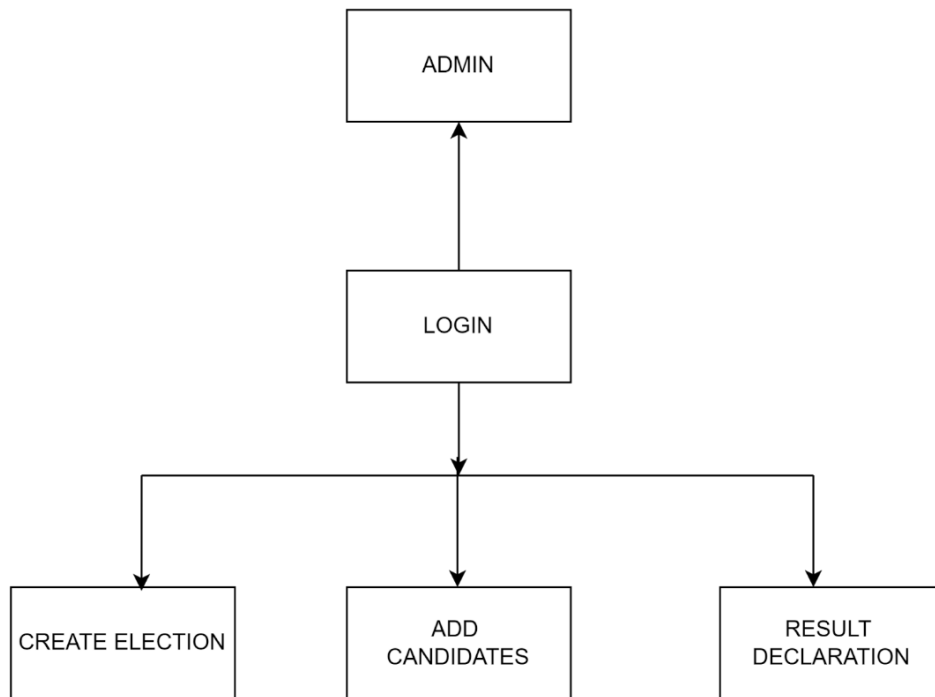 ADMIN
LOGIN
CREATE ELECTION
ADD
CANDIDATES
RESULT
DECLARATION